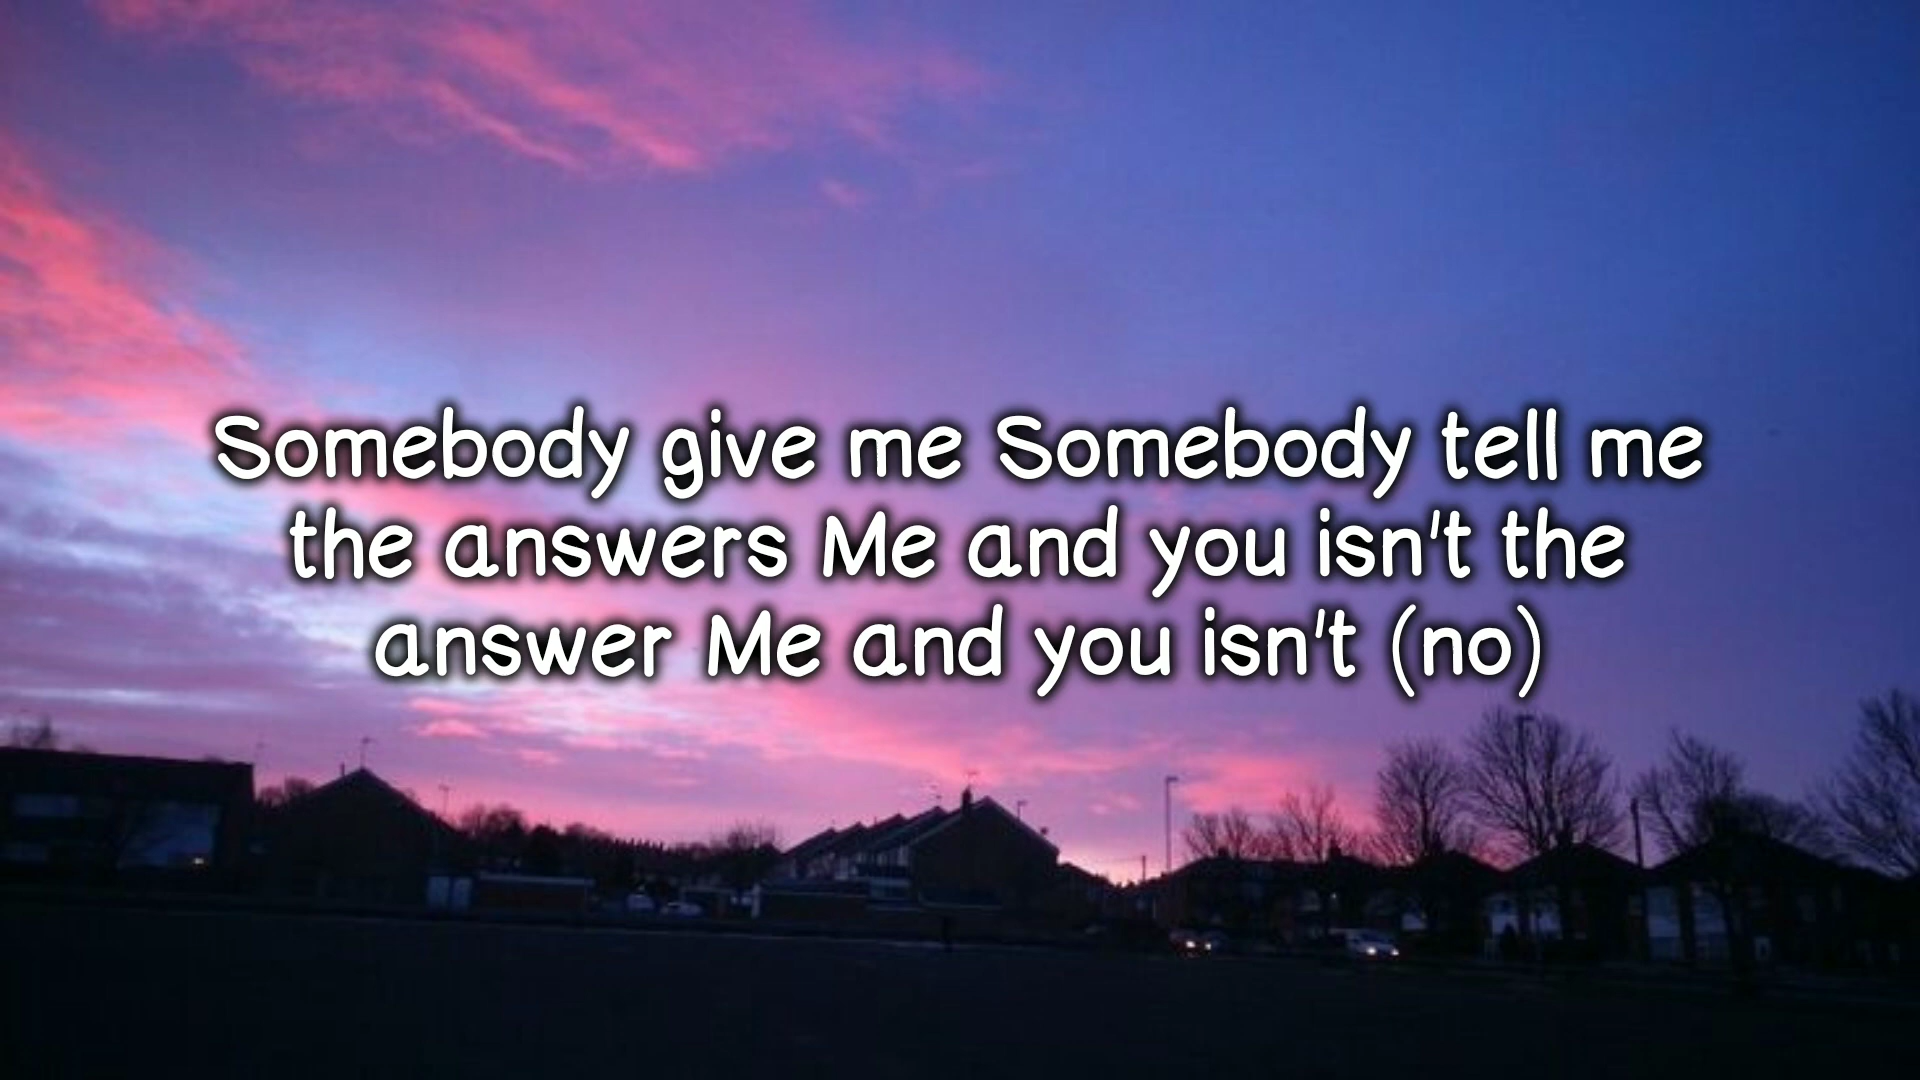 Somebody give me Somebody tell me
the answers Me and you isn't the
answer Me and you isn't (no)